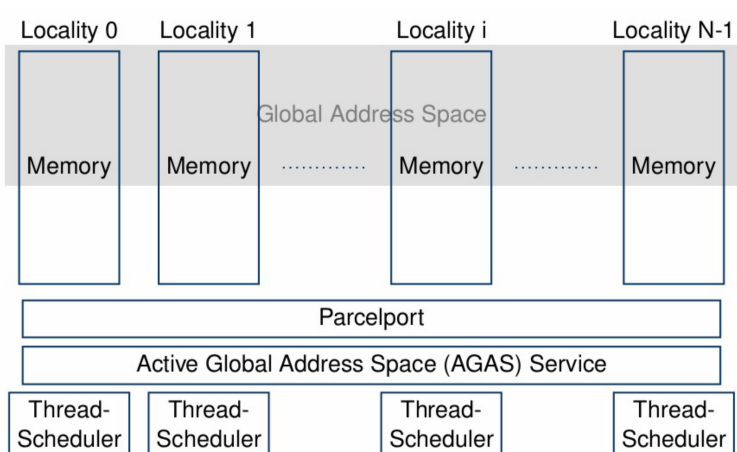 Locality 0
Locality 1
Locality i
Locality N-1
Global Address Space
Memory
Memory
Memory
Memory
Parcelport
Active Global Address Space (AGAS) Service
Thread-
Scheduler
Thread-
Scheduler
Thread-
Scheduler
Thread-
Scheduler